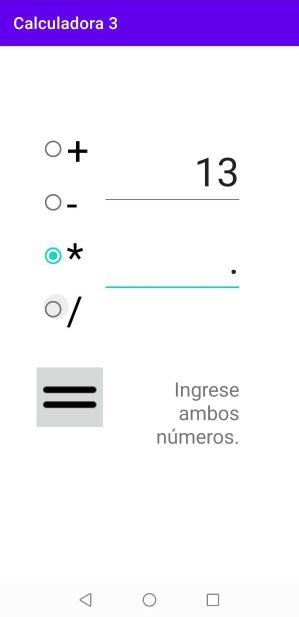 Calculadora 3
+
13
-
*
.
/
=
Ingrese
ambos
números.